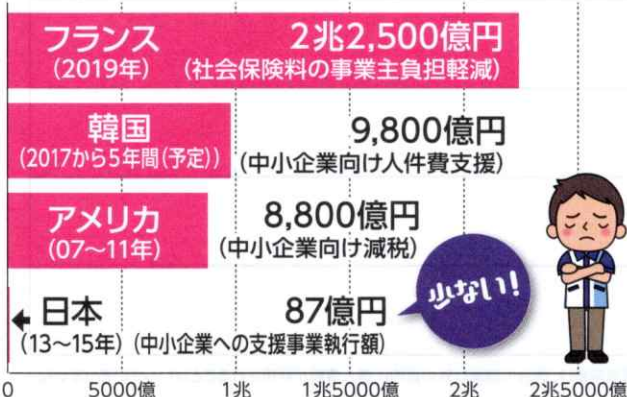 フランス 2兆2,500億円
(2019年) (社会保険料の事業主負担軽減)
韓国 9,800億円
(2017から5年間(予定)) (中小企業向け人件費支援)
アメリカ 8,800億円
(07〜11年) (中小企業向け減税)
日本 87億円
(13〜15年) (中小企業への支援事業執行額)
少ない!
0 5000億 1兆 1兆5000億 2兆 2兆5000億